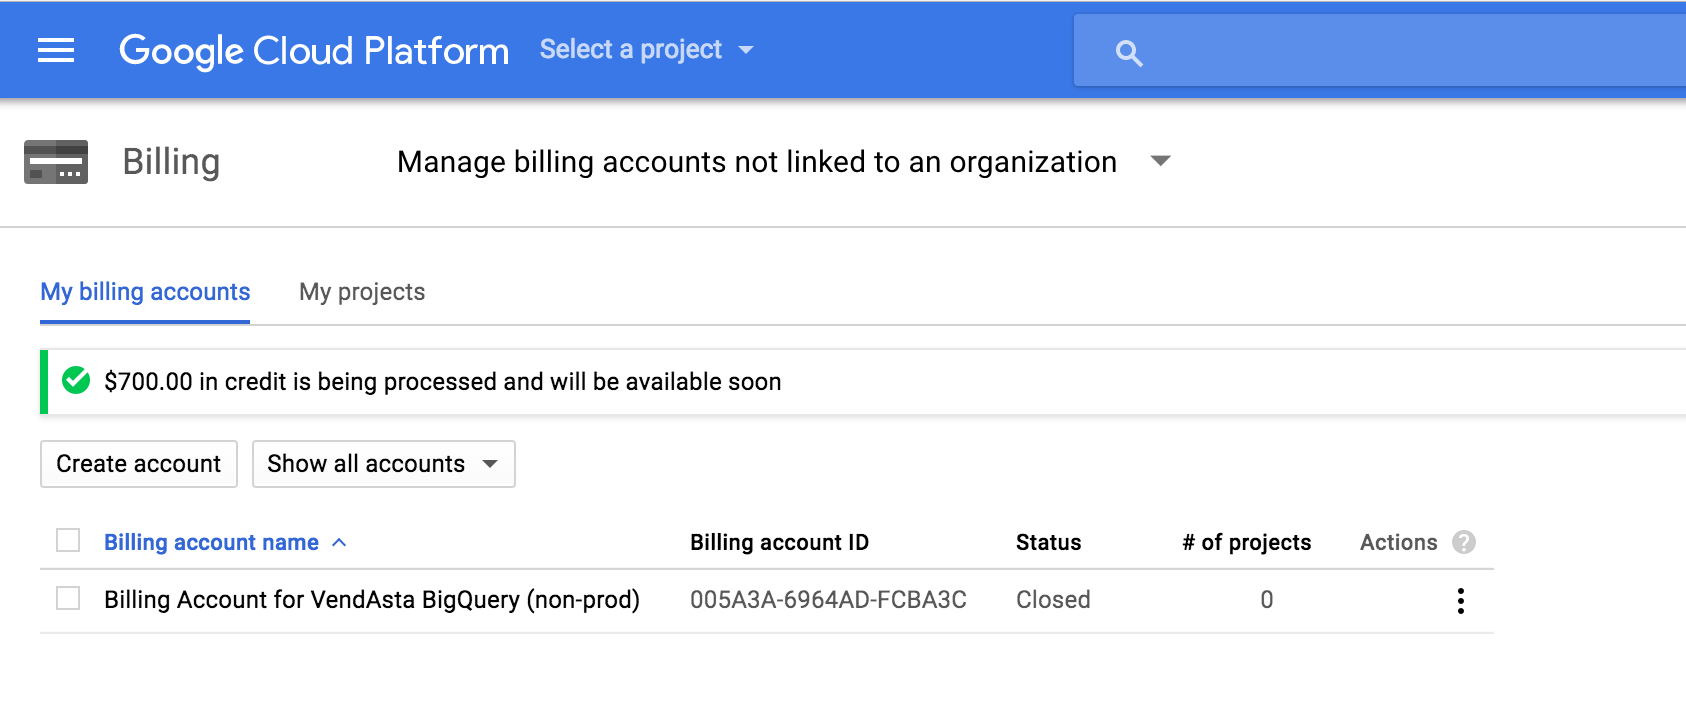 Google Cloud Platform Select a project
Billing Manage billing accounts not linked to an organization
My billing accounts My projects
$700.00 in credit is being processed and will be available soon
Create account Show all accounts
Billing account name Billing account ID Status # of projects Actions ?
Billing Account for VendAsta BigQuery (non-prod) 005A3A-6964AD-FCBA3C Closed 0